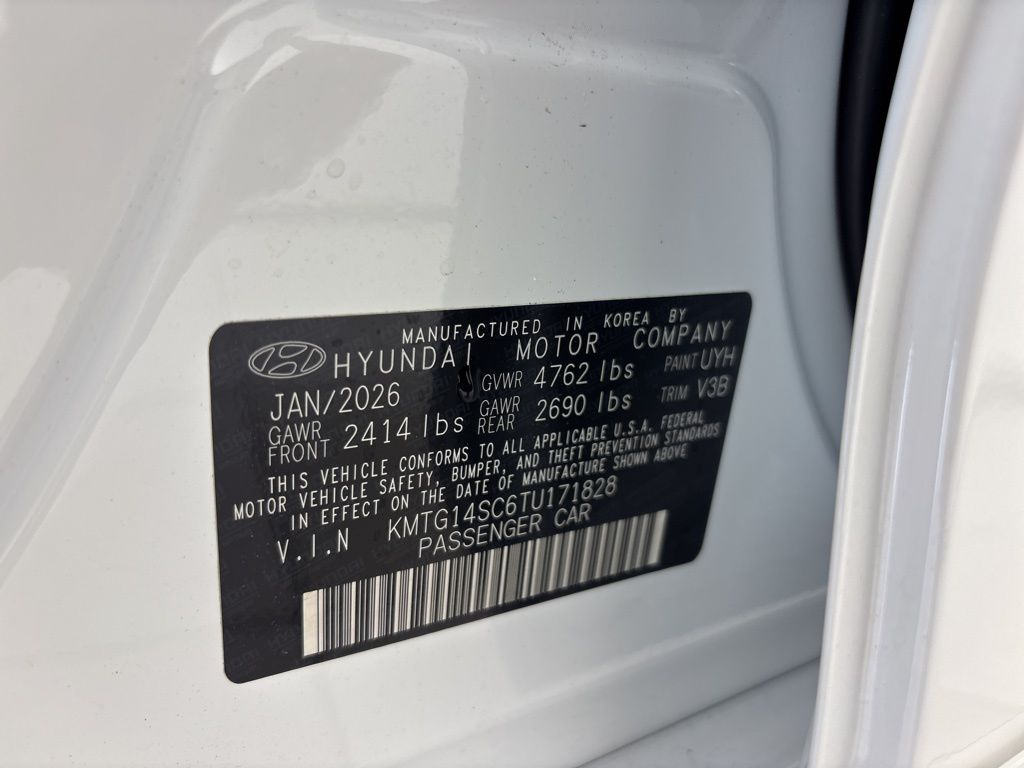 MANUFACTURED IN KOREA BY
HYUNDAI MOTOR COMPANY
JAN/2026 GVWR 4762 lbs PAINT UYH
GAWR FRONT 2414 lbs GAWR REAR 2690 lbs TRIM V3B
THIS VEHICLE CONFORMS TO ALL APPLICABLE U.S.A. FEDERAL
MOTOR VEHICLE SAFETY, BUMPER, AND THEFT PREVENTION STANDARDS
IN EFFECT ON THE DATE OF MANUFACTURE SHOWN ABOVE
V.I.N KMTG14SC6TU171828
PASSENGER CAR